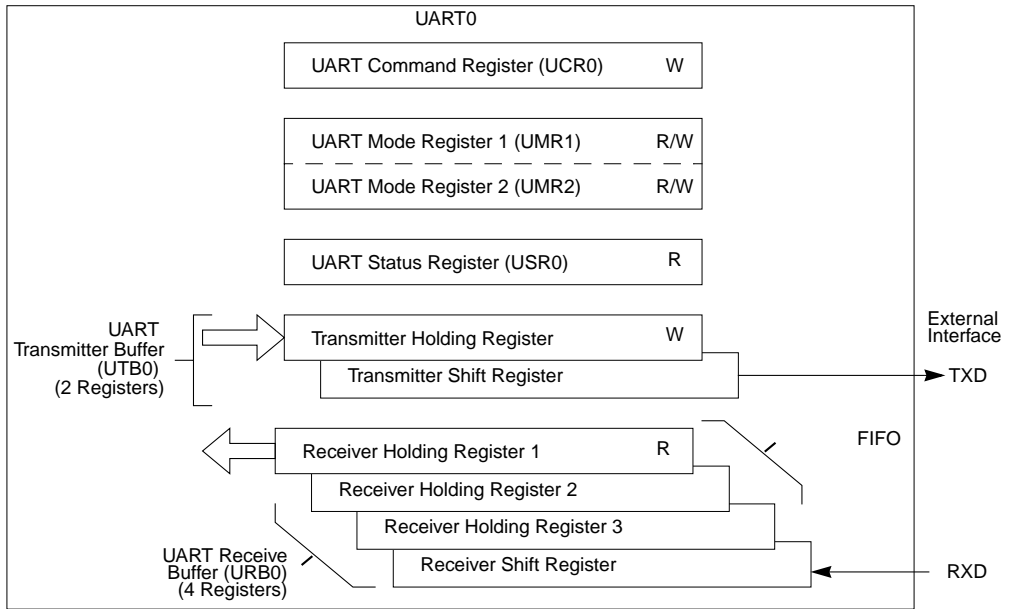 UART0
UART Command Register (UCR0) W
UART Mode Register 1 (UMR1) R/W
UART Mode Register 2 (UMR2) R/W
UART Status Register (USR0) R
UART
Transmitter Buffer
(UTB0)
(2 Registers)
Transmitter Holding Register W
Transmitter Shift Register
External
Interface
TXD
Receiver Holding Register 1 R
FIFO
Receiver Holding Register 2
Receiver Holding Register 3
Receiver Shift Register
UART Receive
Buffer (URB0)
(4 Registers)
RXD